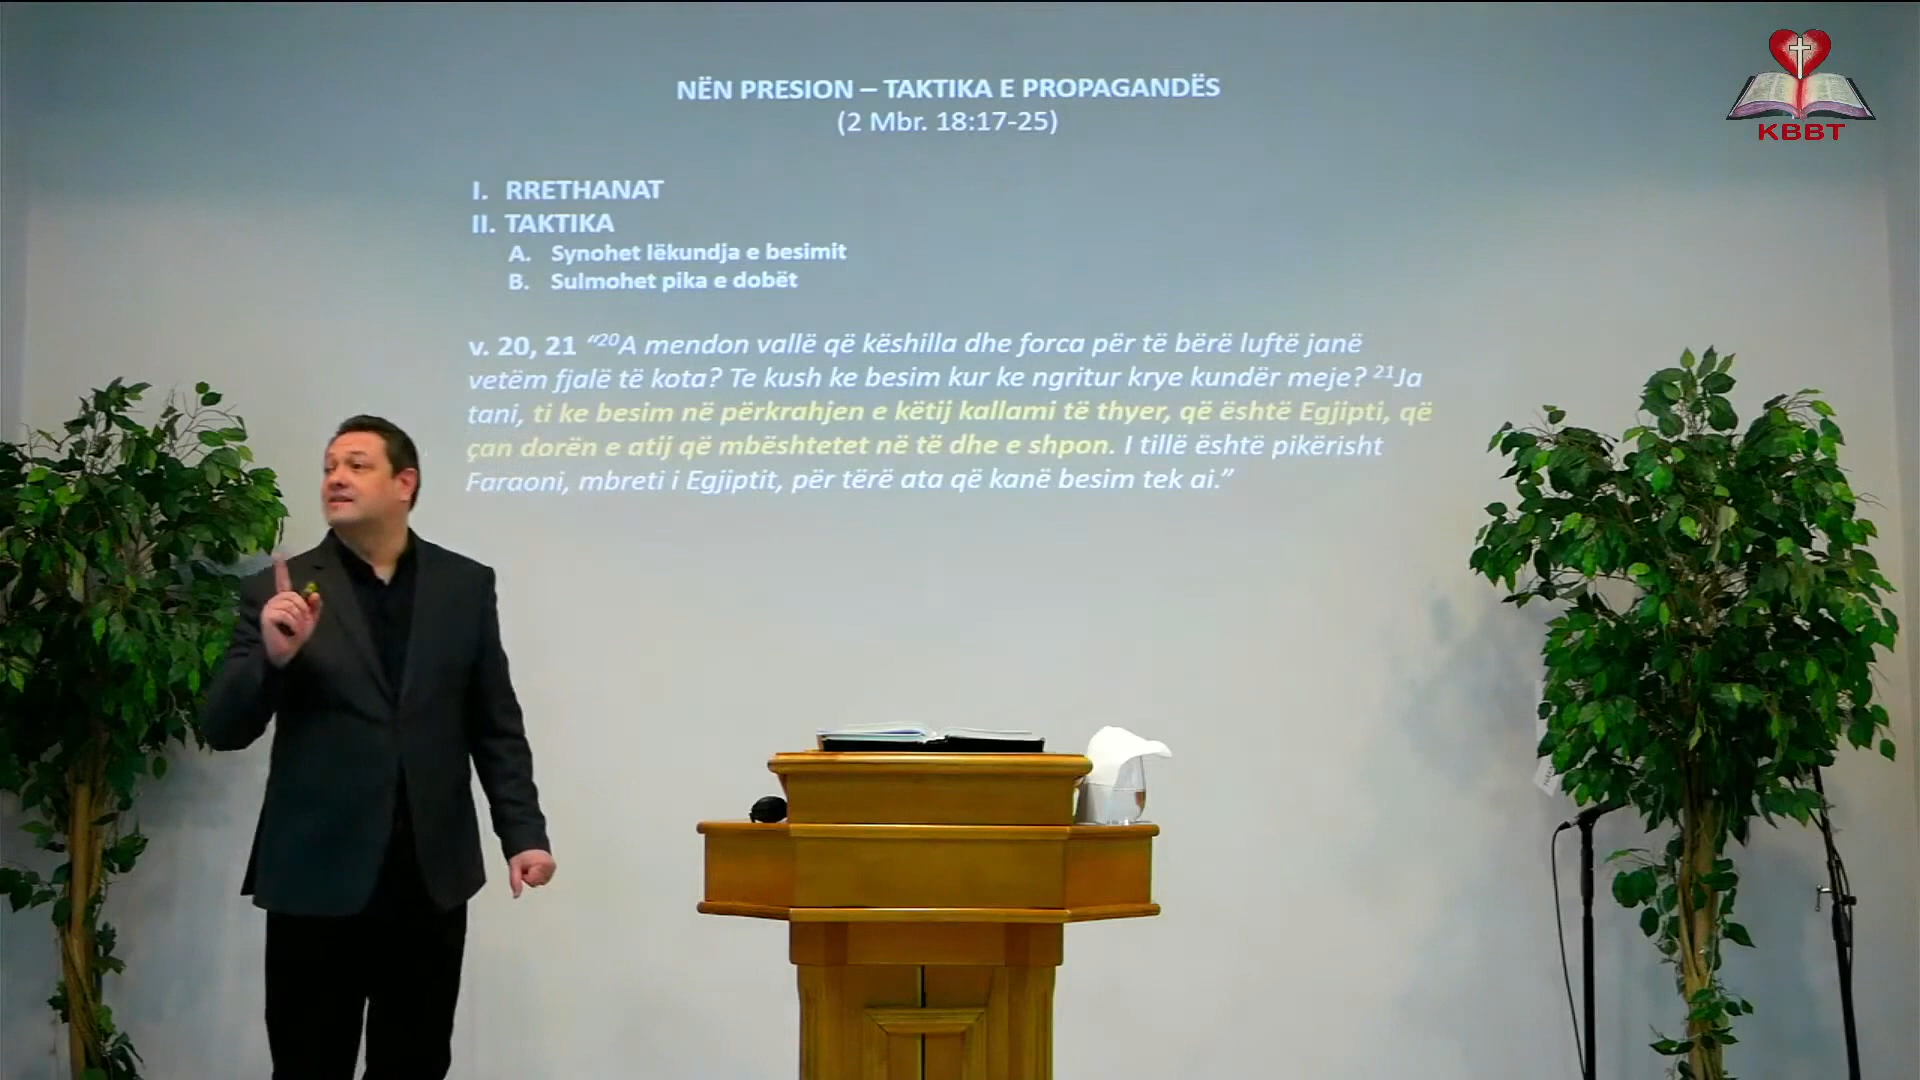 NËN PRESION – TAKTIKA E PROPAGANDËS
(2 Mbr. 18:17-25)
KBBT
I. RRETHANAT
II. TAKTIKA
A. Synohet lëkundja e besimit
B. Sulmohet pika e dobët
v. 20, 21 “²⁰A mendon vallë që këshilla dhe forca për të bërë luftë janë
vetëm fjalë të kota? Te kush ke besim kur ke ngritur krye kundër meje? ²¹Ja
tani, ti ke besim në përkrahjen e këtij kallami të thyer, që është Egjipti, që
çan dorën e atij që mbështetet në të dhe e shpon. I tillë është pikërisht
Faraoni, mbreti i Egjiptit, për tërë ata që kanë besim tek ai.”